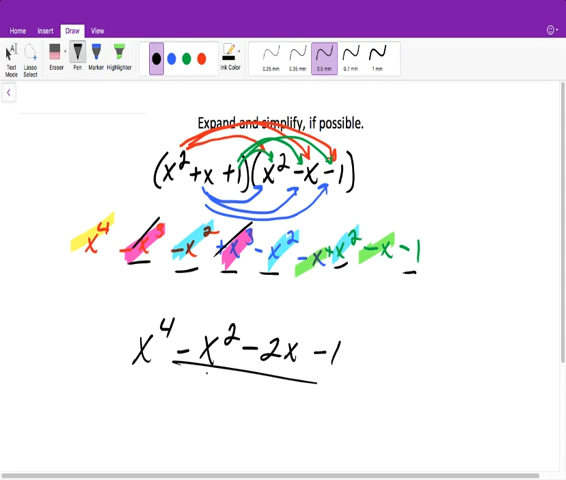 Home Insert Draw View
Text Mode Lasso Select Eraser Pen Marker Highlighter Ink Color 0.25 mm 0.35 mm 0.5 mm 0.7 mm 1 mm
Expand and simplify, if possible.
(x² + x + 1)(x² - x - 1)
x⁴ - x³ - x² + x³ - x² - x + x² - x - 1
x⁴ - x² - 2x - 1